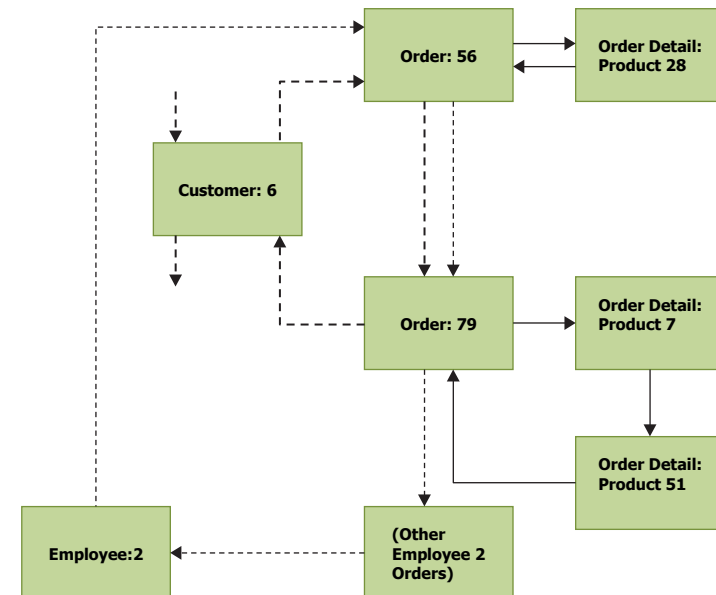 Order: 56
Order Detail:
Product 28
Customer: 6
Order: 79
Order Detail:
Product 7
Order Detail:
Product 51
Employee:2
(Other
Employee 2
Orders)